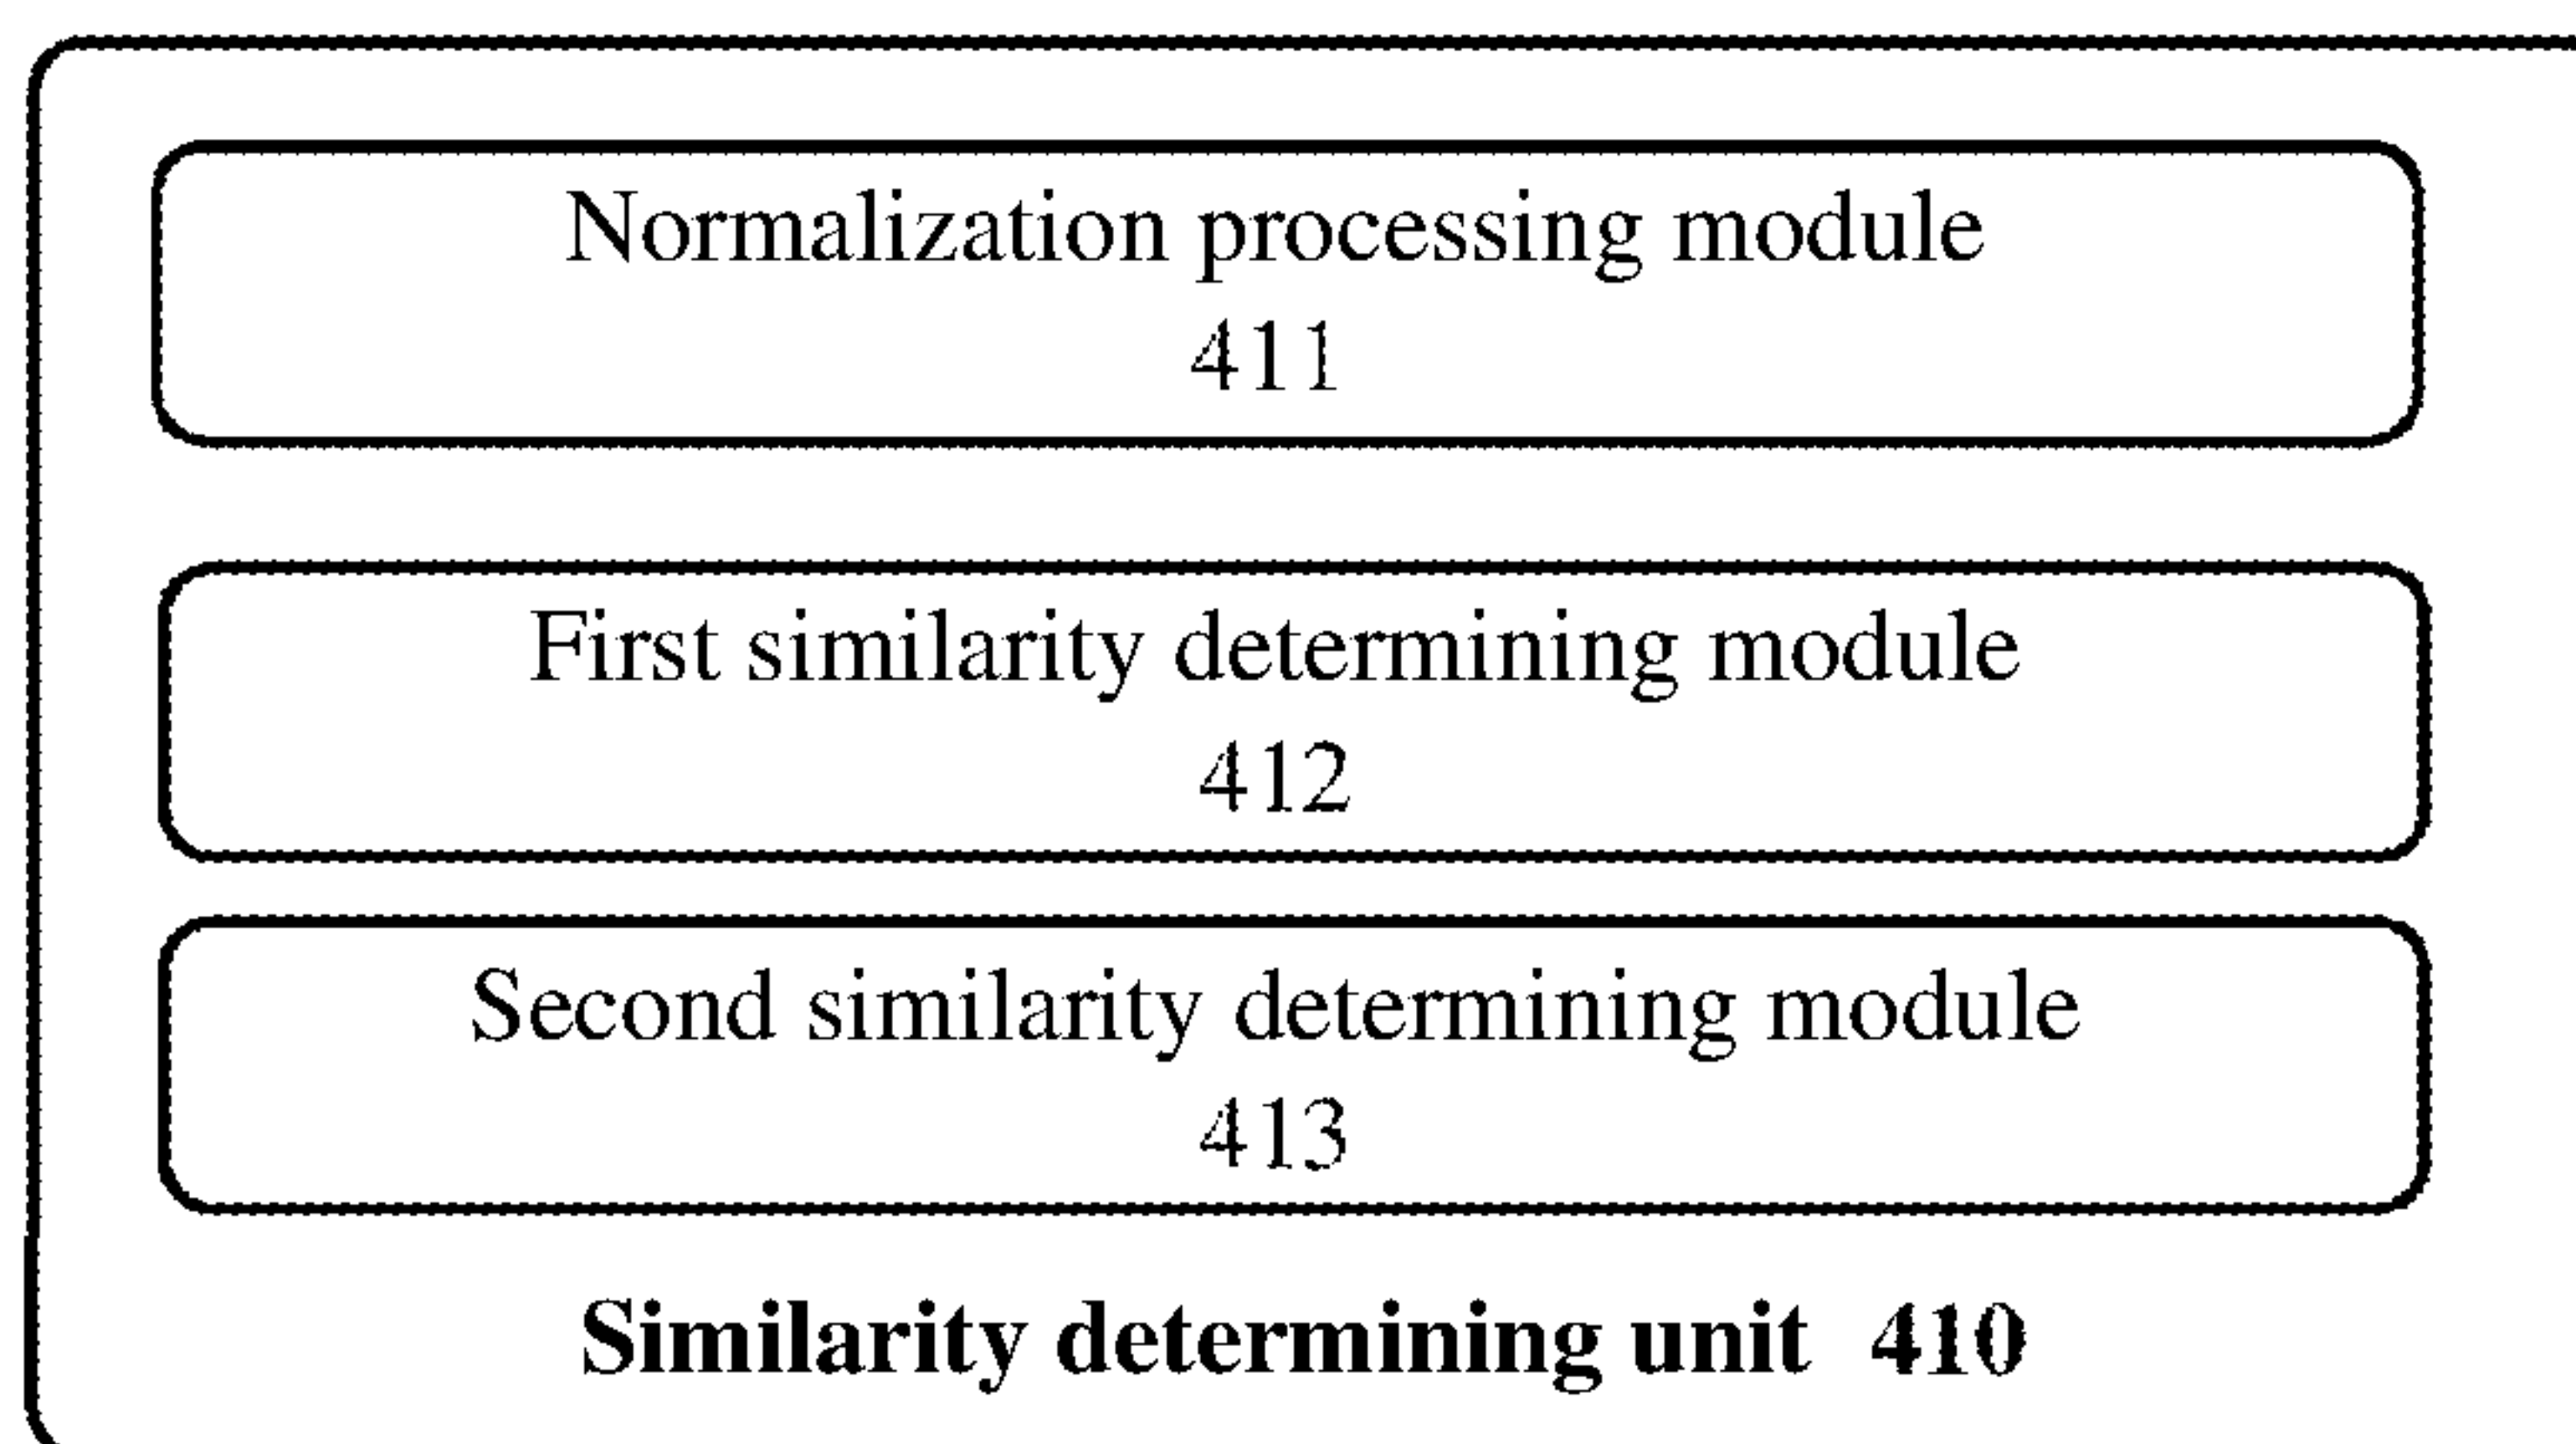 Normalization processing module
411
First similarity determining module
412
Second similarity determining module
413
Similarity determining unit 410